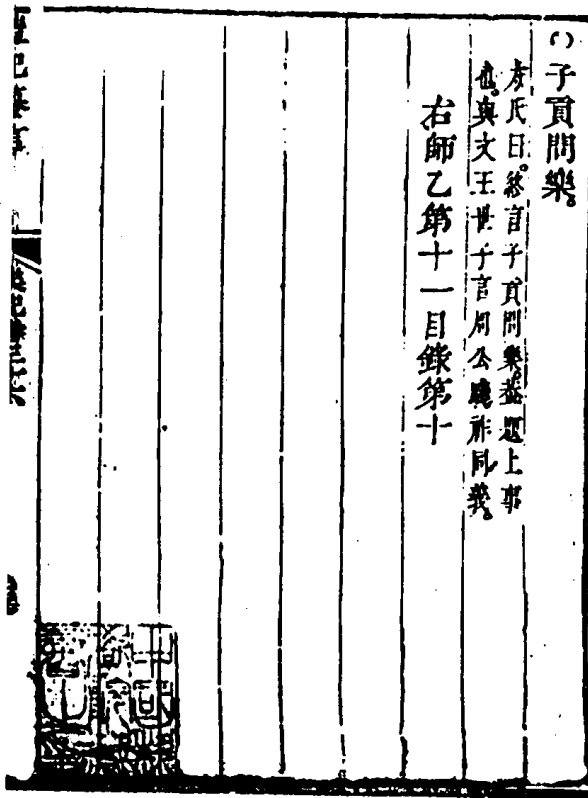 子貢問樂
方氏曰終言子貢問樂蓋題上事
也與文王世子言周公踐祚同義
右師乙第十一目錄第十